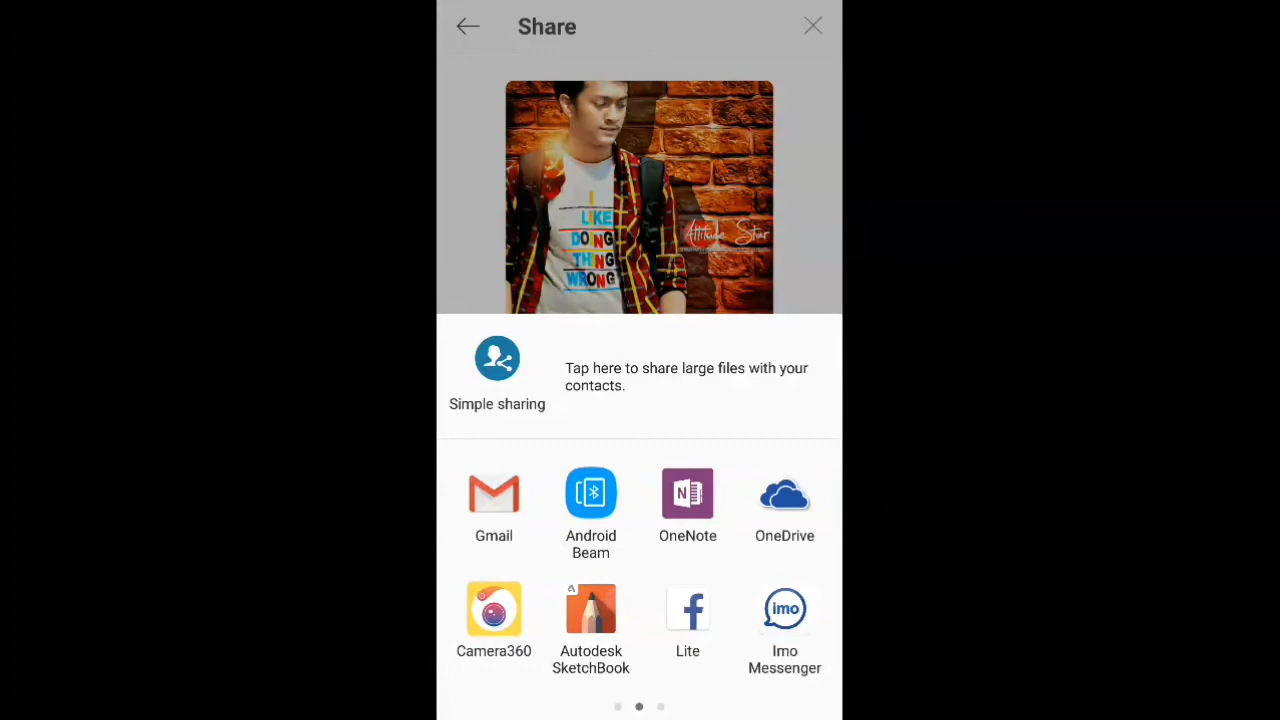 Share
I
LIKE
DOING
THING
WRONG
Attitude Star
Simple sharing
Tap here to share large files with your
contacts.
Gmail
Android
Beam
OneNote
OneDrive
N
imo
Camera360
Autodesk
SketchBook
Lite
Imo
Messenger